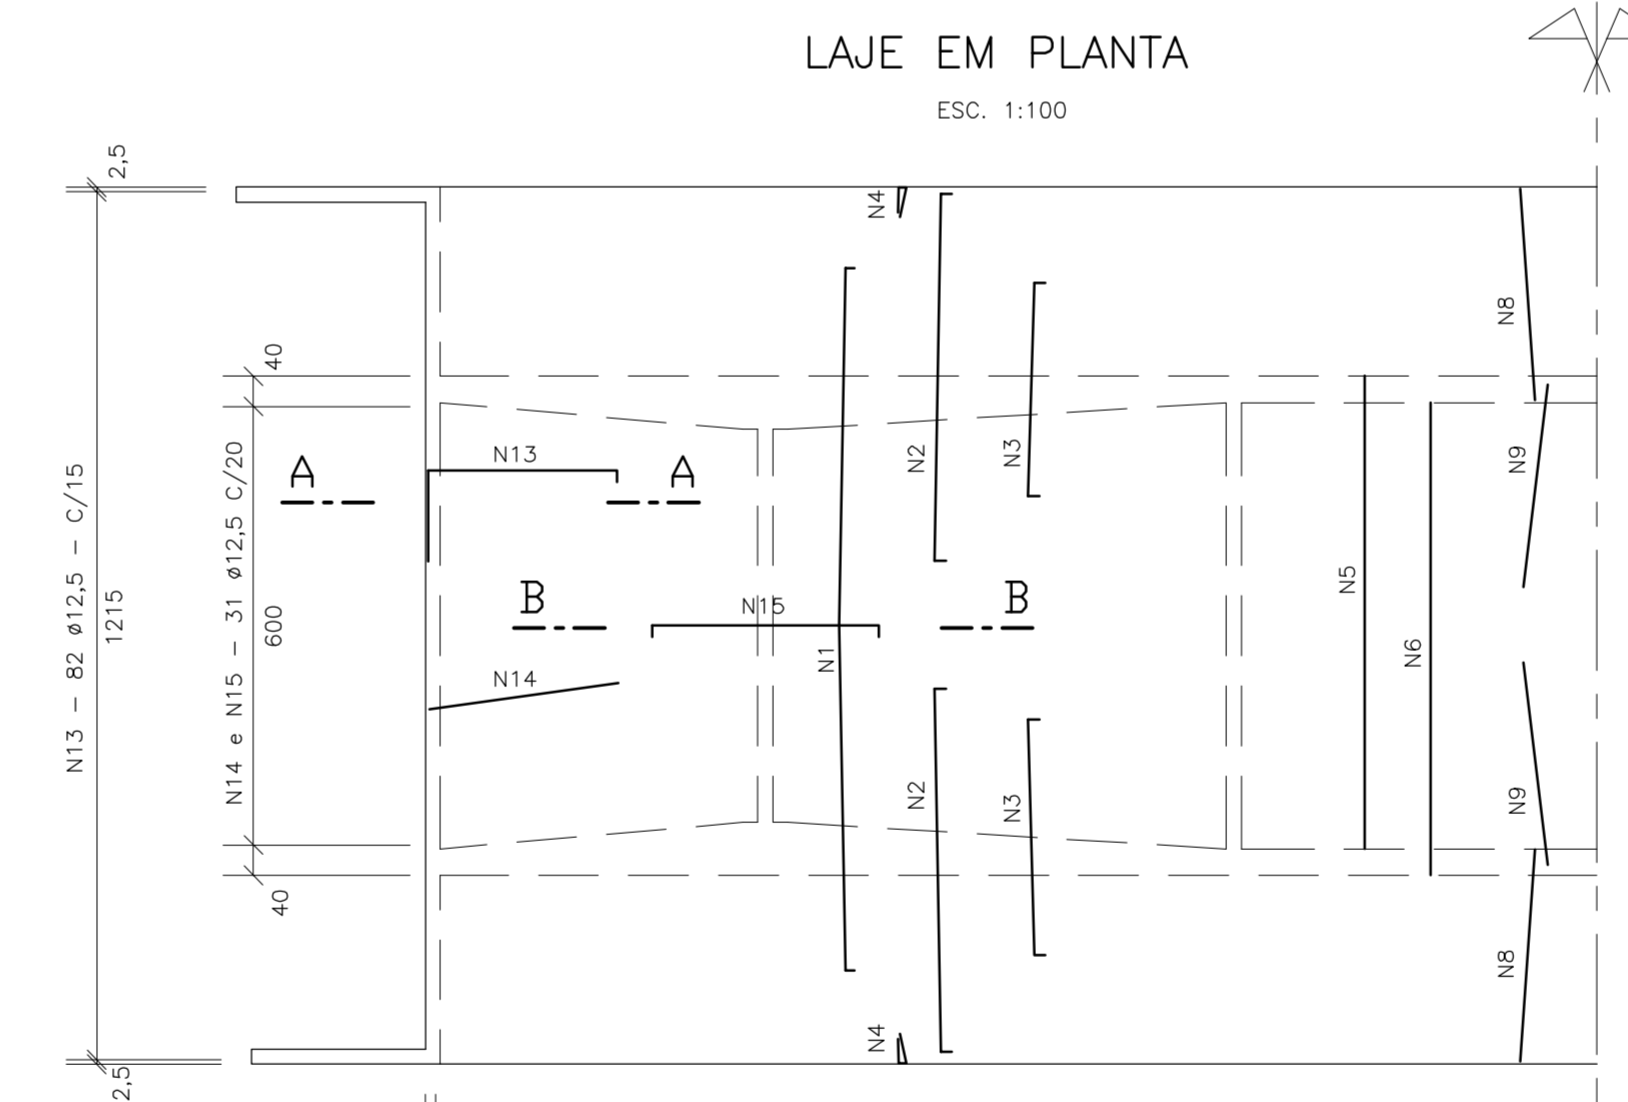 LAJE EM PLANTA
ESC. 1:100
2,5
N4
N8
40
N13 – 82 ø12,5 – C/15
1215
N14 e N15 – 31 ø12,5 C/20
600
A
N13
A
N2
N3
N9
B
N15
B
N5
N1
N6
N14
N2
N3
N9
40
N8
N4
2,5